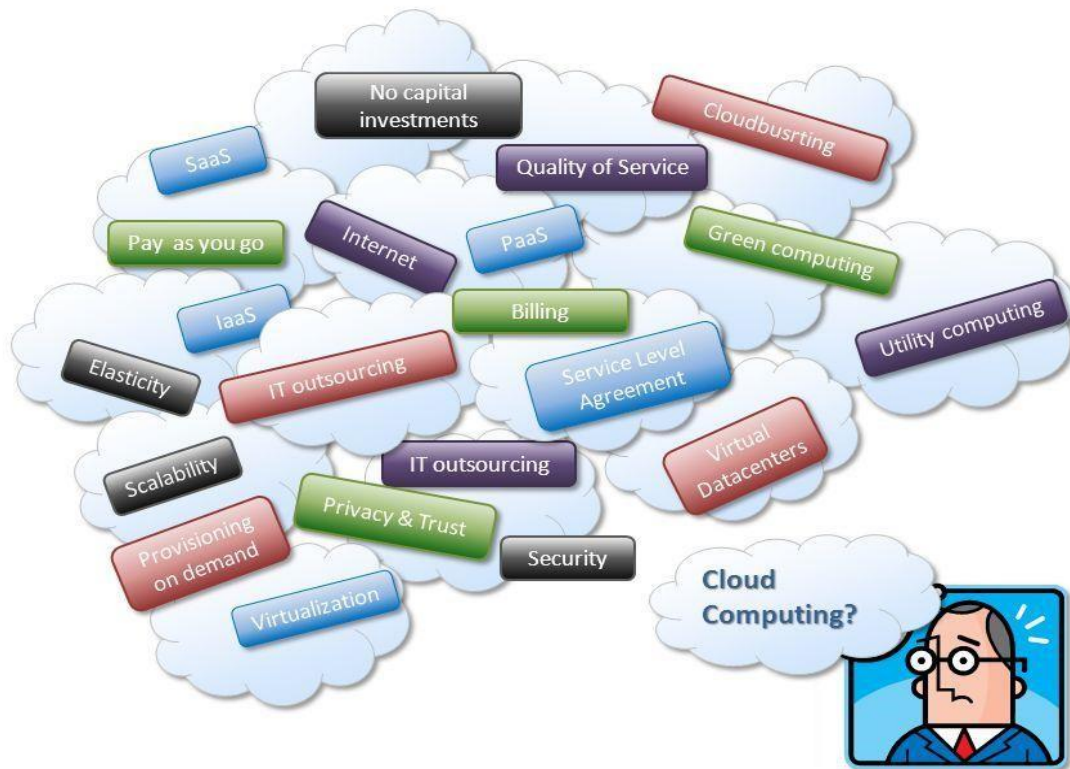 No capital
investments
Cloudbusrting
SaaS
Quality of Service
Pay as you go
Internet
PaaS
Green computing
IaaS
Billing
Utility computing
Elasticity
IT outsourcing
Service Level
Agreement
Scalability
IT outsourcing
Virtual
Datacenters
Privacy & Trust
Provisioning
on demand
Security
Virtualization
Cloud
Computing?